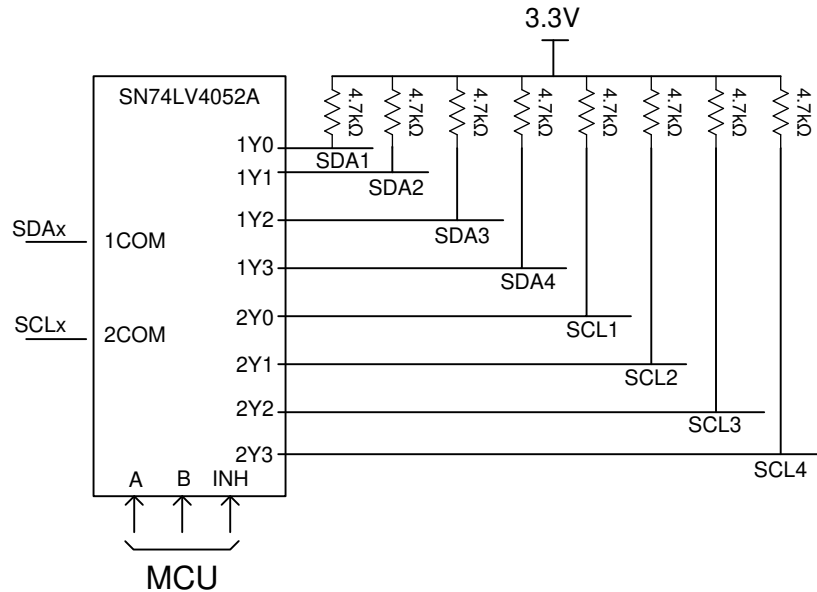 3.3V
SN74LV4052A
4.7kΩ
4.7kΩ
4.7kΩ
4.7kΩ
4.7kΩ
4.7kΩ
4.7kΩ
4.7kΩ
1Y0
SDA1
1Y1
SDA2
1Y2
SDA3
SDAx
1COM
1Y3
SDA4
2Y0
SCL1
SCLx
2COM
2Y1
SCL2
2Y2
SCL3
2Y3
SCL4
A B INH
MCU